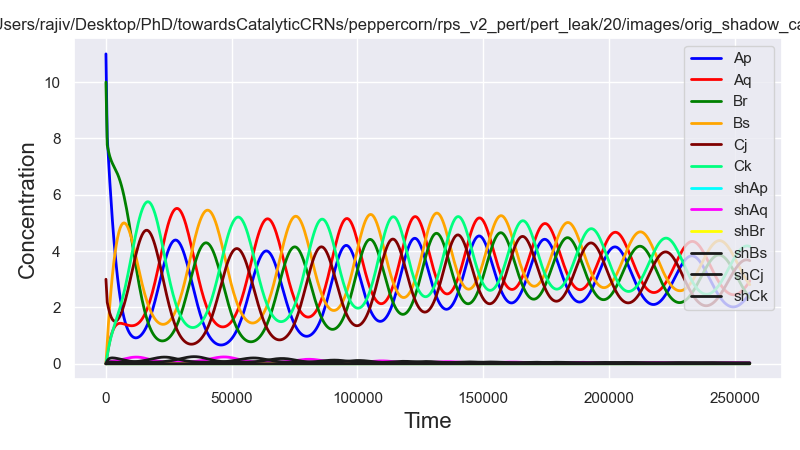 Users/rajiv/Desktop/PhD/towardsCatalyticCRNs/peppercorn/rps_v2_pert/pert_leak/20/images/orig_shadow_ca
Concentration
10
8
6
4
2
0
Ap
Aq
Br
Bs
Cj
Ck
shAp
shAq
shBr
shBs
shCj
shCk
0
50000
100000
150000
200000
250000
Time